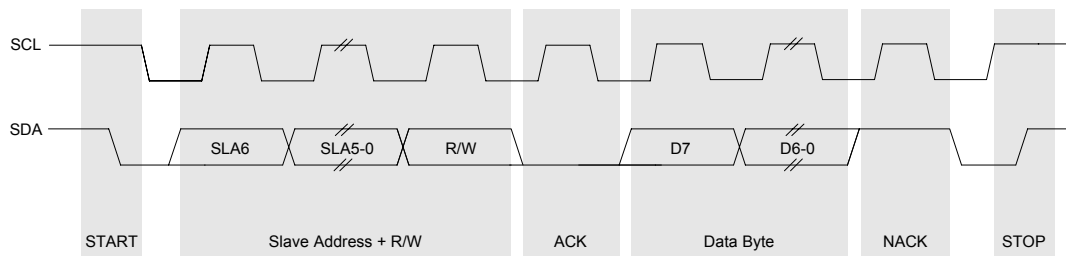 SCL
SDA
SLA6
SLA5-0
R/W
D7
D6-0
START
Slave Address + R/W
ACK
Data Byte
NACK
STOP